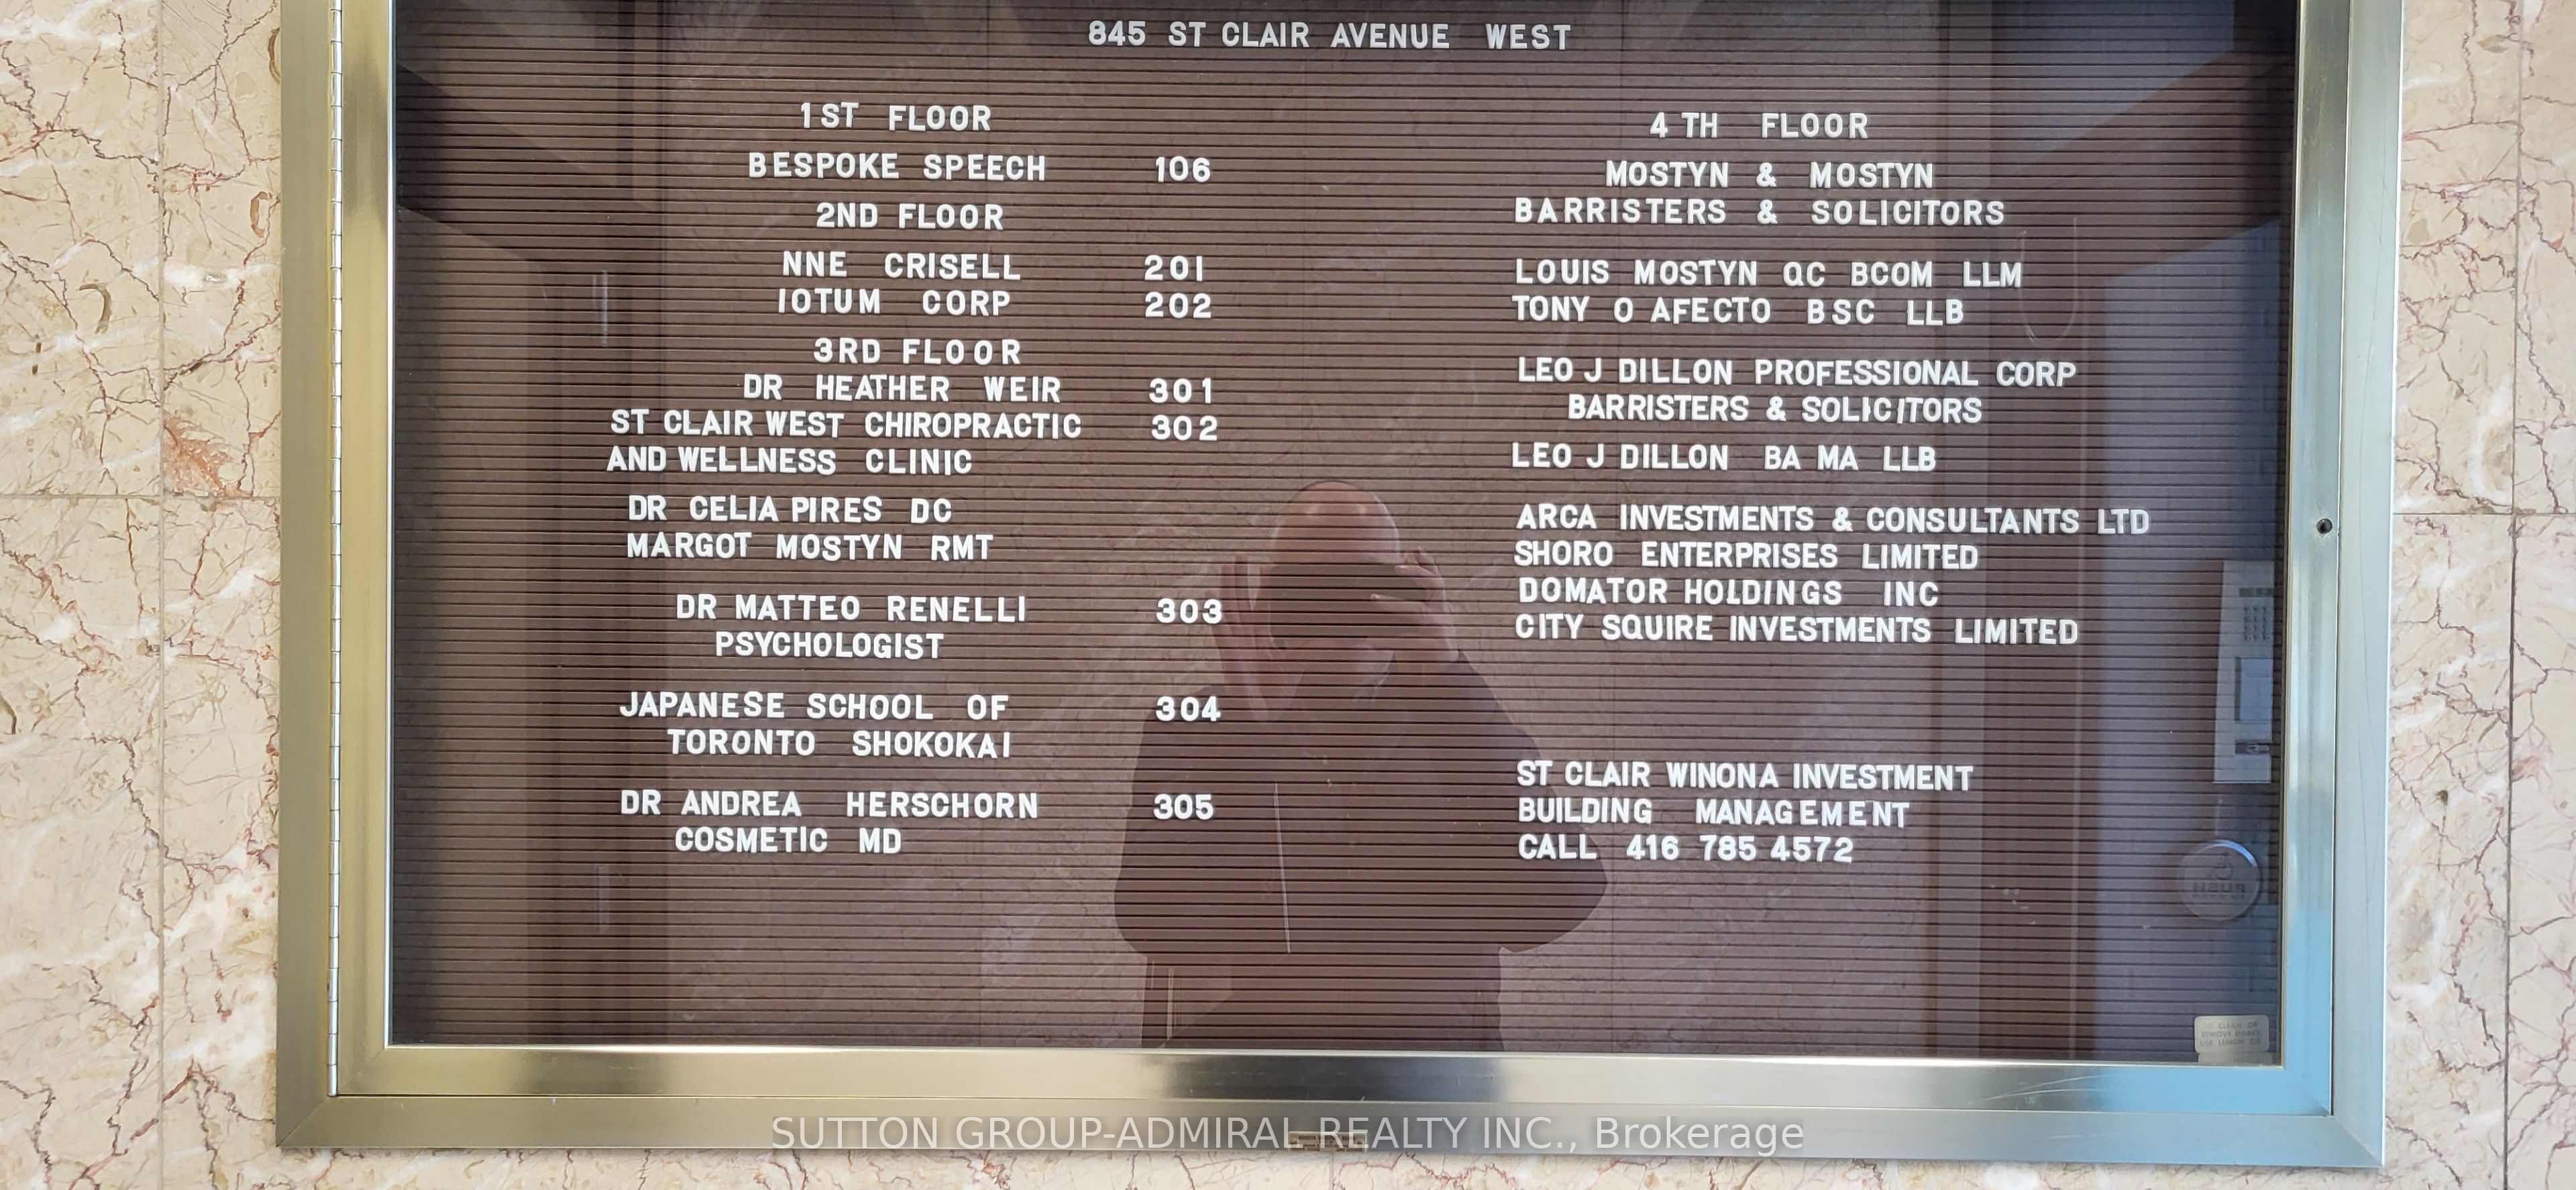 845 ST CLAIR AVENUE WEST
1ST FLOOR
BESPOKE SPEECH 106
2ND FLOOR
NNE CRISELL 201
IOTUM CORP 202
3RD FLOOR
DR HEATHER WEIR 301
ST CLAIR WEST CHIROPRACTIC 302
AND WELLNESS CLINIC
DR CELIA PIRES DC
MARGOT MOSTYN RMT
DR MATTEO RENELLI 303
PSYCHOLOGIST
JAPANESE SCHOOL OF 304
TORONTO SHOKOKAI
DR ANDREA HERSCHORN 305
COSMETIC MD
4 TH FLOOR
MOSTYN & MOSTYN
BARRISTERS & SOLICITORS
LOUIS MOSTYN QC BCOM LLM
TONY O AFECTO BSC LLB
LEO J DILLON PROFESSIONAL CORP
BARRISTERS & SOLICITORS
LEO J DILLON BA MA LLB
ARCA INVESTMENTS & CONSULTANTS LTD
SHORO ENTERPRISES LIMITED
DOMATOR HOLDINGS INC
CITY SQUIRE INVESTMENTS LIMITED
ST CLAIR WINONA INVESTMENT
BUILDING MANAGEMENT
CALL 416 785 4572
PUSH
SUTTON GROUP-ADMIRAL REALTY INC., Brokerage